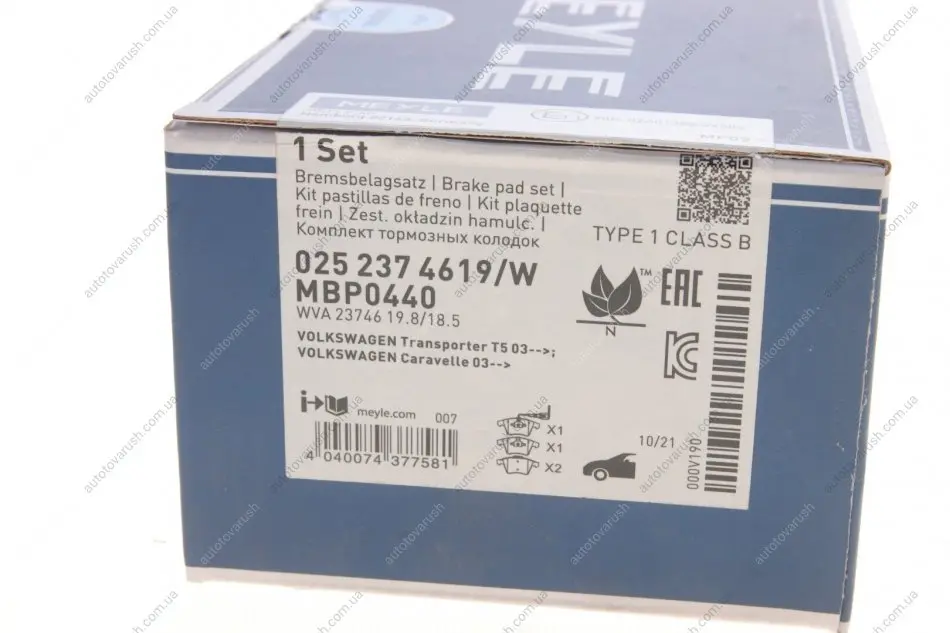 MEYLE
MEYLE
1 Set
Bremsbelagsatz | Brake pad set |
Kit pastillas de freno | Kit plaquette
frein | Zest. okładzin hamulc. |
Комплект тормозных колодок
TYPE 1 CLASS B
025 237 4619/W
MBP0440
WVA 23746 19.8/18.5
TM
N
EAC
VOLKSWAGEN Transporter T5 03-->;
VOLKSWAGEN Caravelle 03-->
meyle.com
007
4 040074 377581
X1
X1
X2
10/21
000V190
autotovarush.com.ua